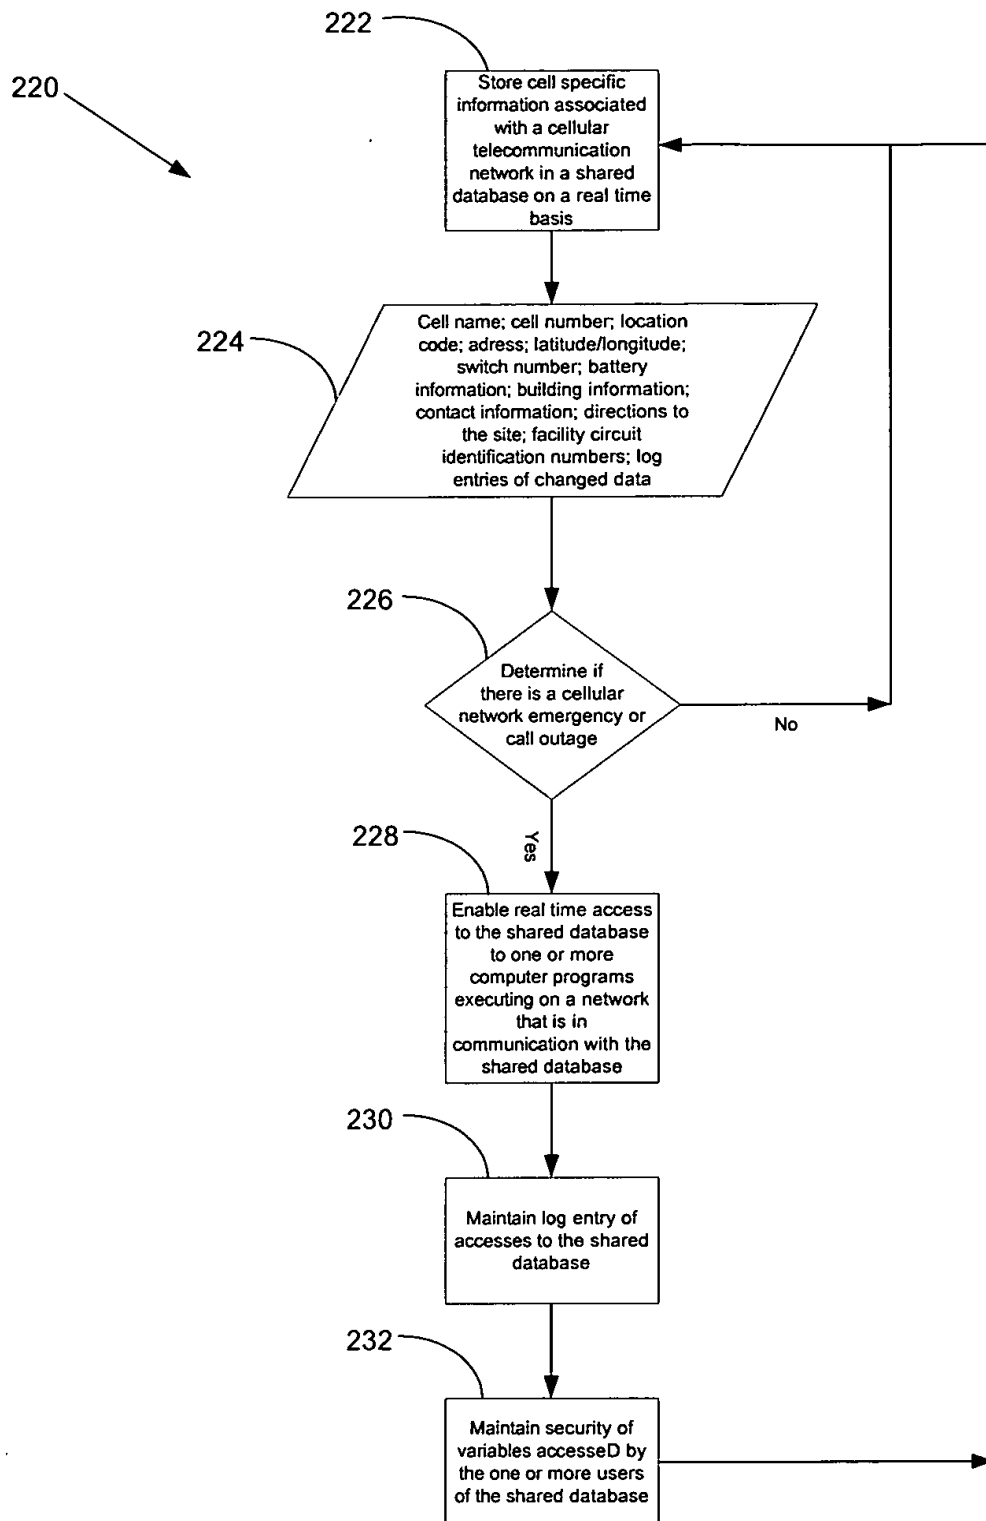 222
220
Store cell specific
information associated
with a cellular
telecommunication
network in a shared
database on a real time
basis
224
Cell name; cell number; location
code; adress; latitude/longitude;
switch number; battery
information; building information;
contact information; directions to
the site; facility circuit
identification numbers; log
entries of changed data
226
Determine if
there is a cellular
network emergency or
call outage
No
Yes
228
Enable real time access
to the shared database
to one or more
computer programs
executing on a network
that is in
communication with the
shared database
230
Maintain log entry of
accesses to the shared
database
232
Maintain security of
variables accesseD by
the one or more users
of the shared database